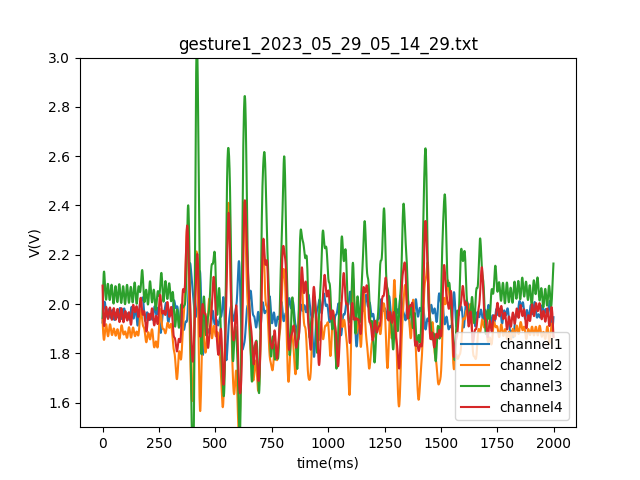 gesture1_2023_05_29_05_14_29.txt
3.0
2.8
2.6
2.4
2.2
2.0
1.8
1.6
V(V)
channel1
channel2
channel3
channel4
0 250 500 750 1000 1250 1500 1750 2000
time(ms)